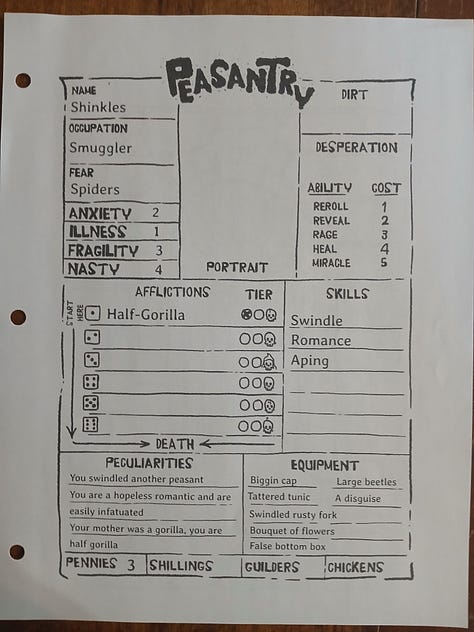 PEASANTRY
NAME
Shinkles
OCCUPATION
Smuggler
FEAR
Spiders
ANXIETY 2
ILLNESS 1
FRAGILITY 3
NASTY 4
PORTRAIT
DIRT
DESPERATION
ABILITY COST
REROLL 1
REVEAL 2
RAGE 3
HEAL 4
MIRACLE 5
AFFLICTIONS TIER
START HERE
Half-Gorilla
DEATH
SKILLS
Swindle
Romance
Aping
PECULIARITIES
You swindled another peasant
You are a hopeless romantic and are
easily infatuated
Your mother was a gorilla, you are
half gorilla
EQUIPMENT
Biggin cap Large beetles
Tattered tunic A disguise
Swindled rusty fork
Bouquet of flowers
False bottom box
PENNIES 3 SHILLINGS GUILDERS CHICKENS